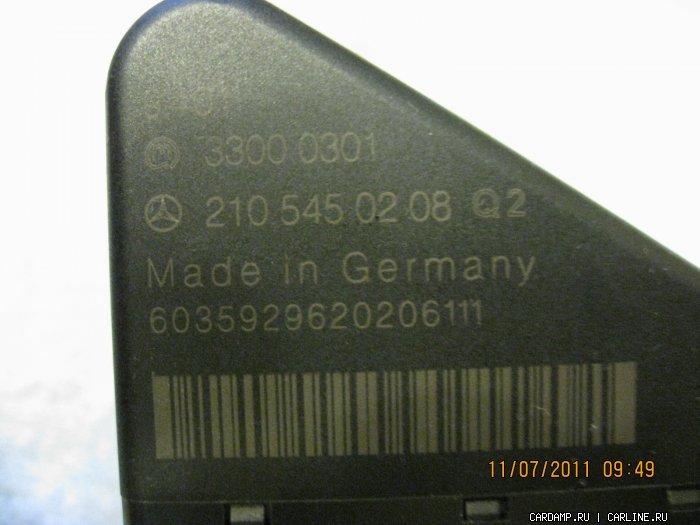 3300 0301
210 545 02 08 Q2
Made in Germany
6035929620206111
11/07/2011 09:49
CARDAMP.RU | CARLINE.RU